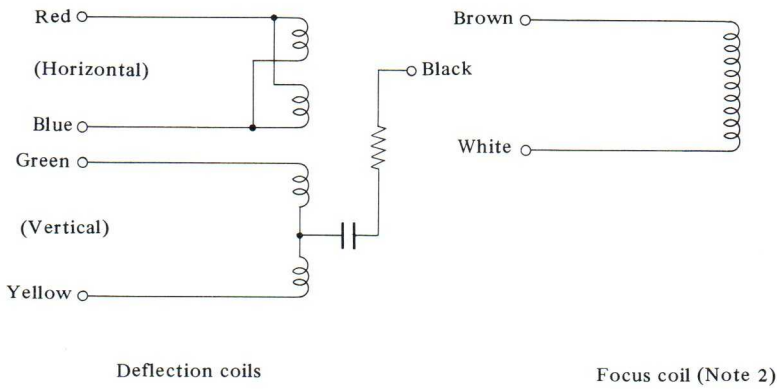 Red
(Horizontal)
Blue
Green
(Vertical)
Yellow
Black
Brown
White
Deflection coils
Focus coil (Note 2)